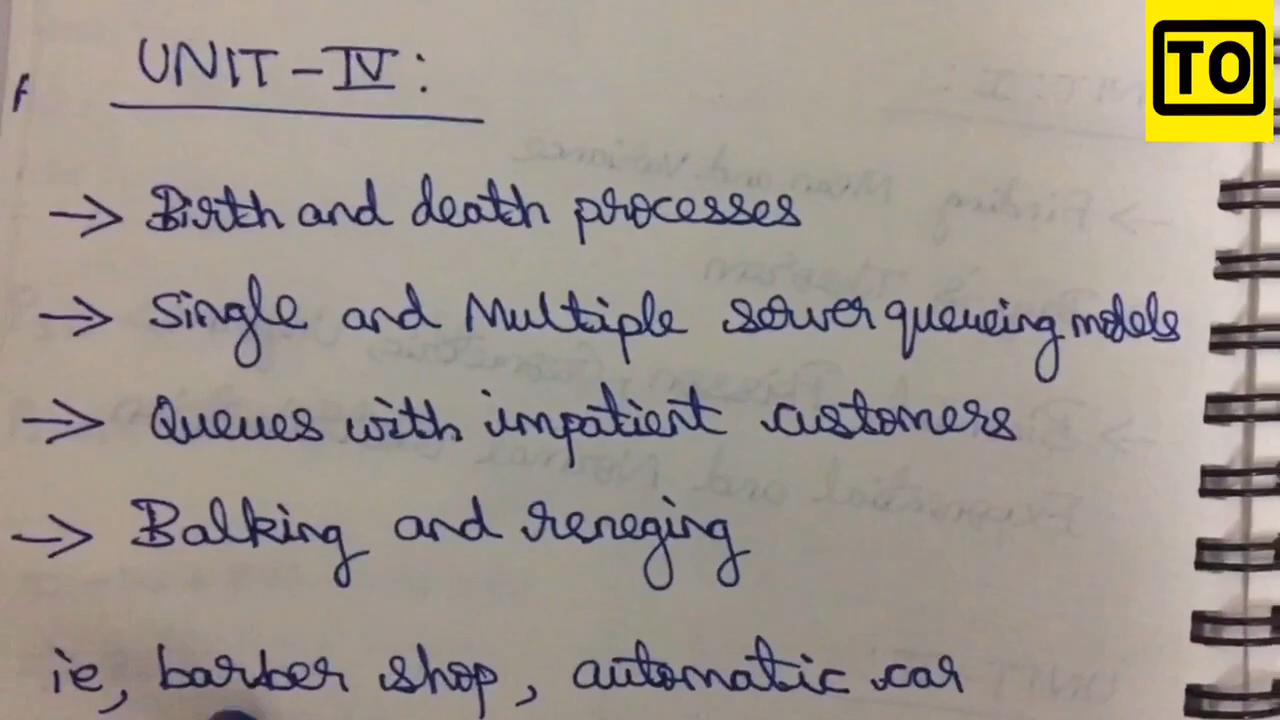 TO
UNIT-IV:
→ Birth and death processes
→ Single and Multiple server queueing models
→ Queues with impatient customers
→ Balking and reneging
ie, barber shop, automatic car